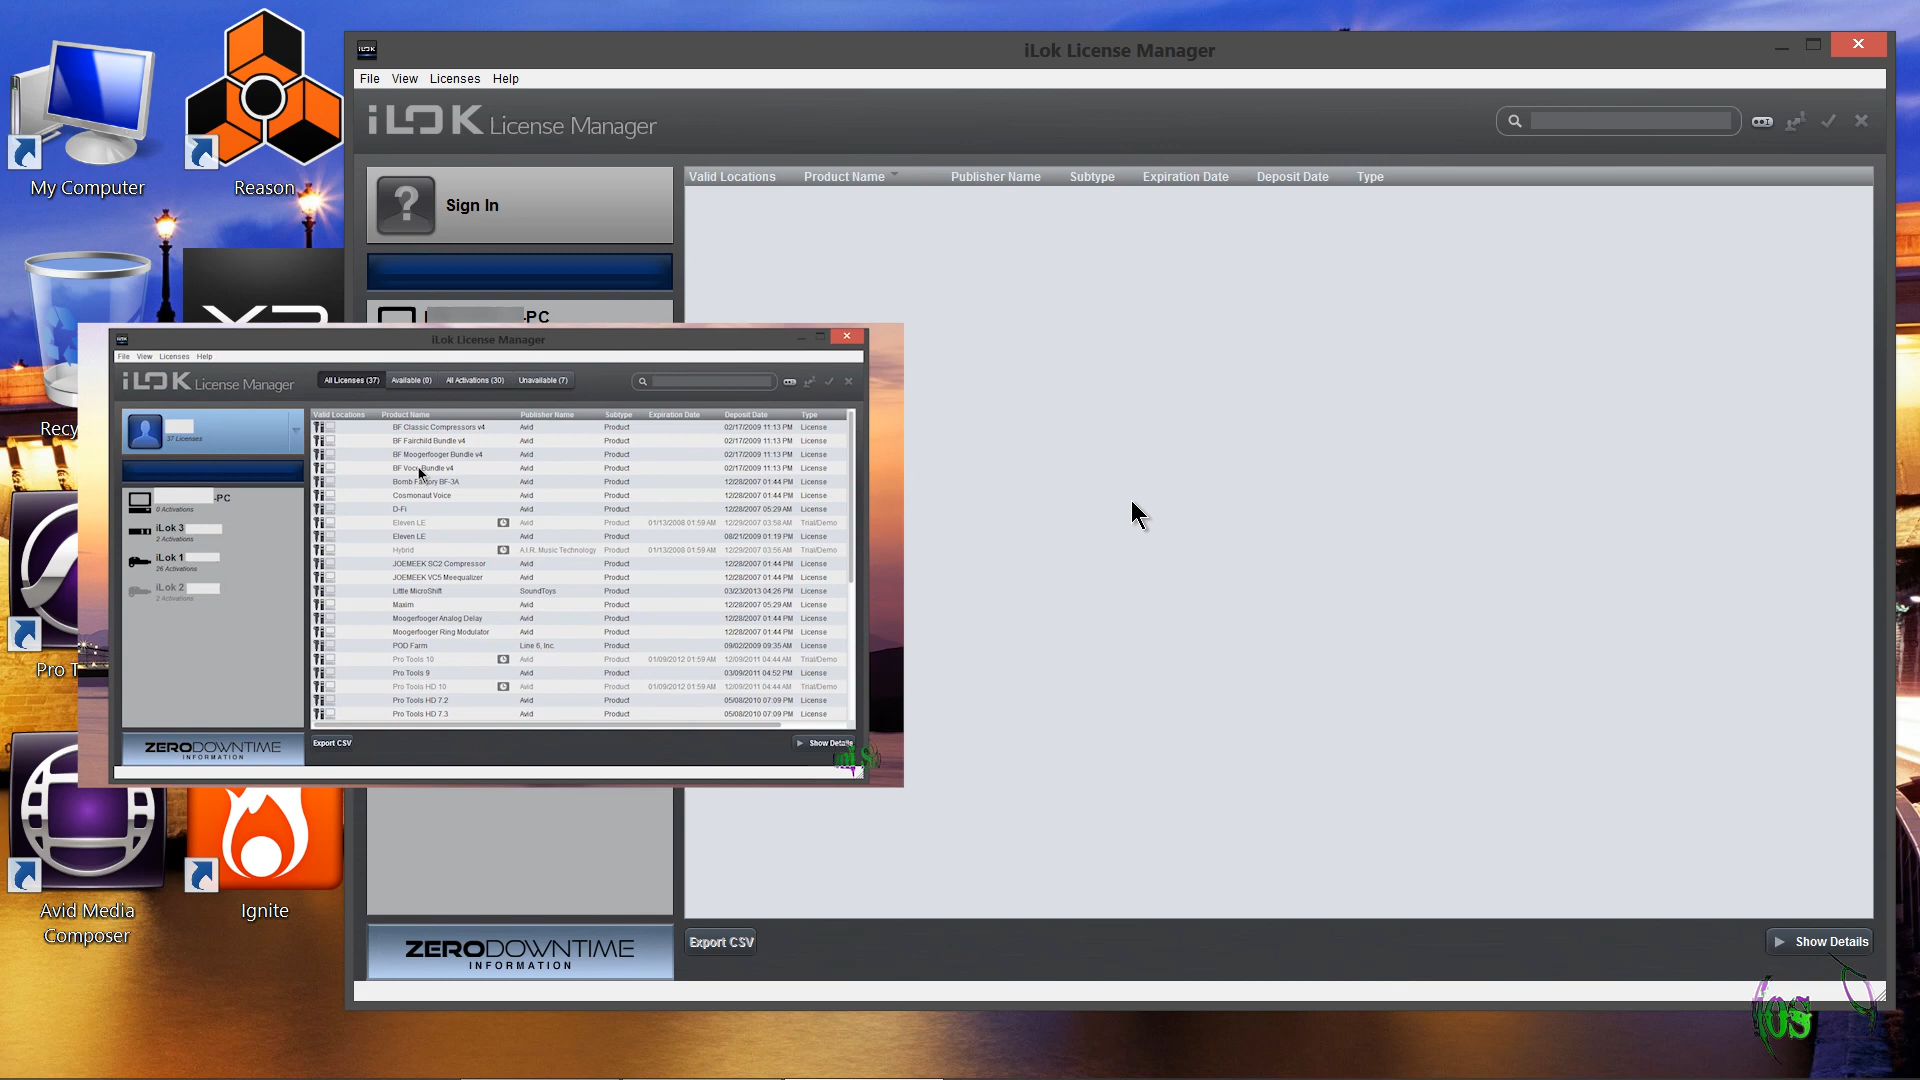 My Computer
Reason
Recy
Pro T
Avid Media
Composer
Ignite
iLOK
iLok License Manager
File View Licenses Help
iLOK License Manager
Valid Locations Product Name Publisher Name Subtype Expiration Date Deposit Date Type
?
Sign In
-PC
iLok License Manager
File View Licenses Help
iLOK License Manager
All Licenses (37) Available (0) All Activations (30) Unavailable (7)
37 Licenses
-PC
0 Activations
iLok 3
2 Activations
iLok 1
26 Activations
iLok 2
2 Activations
Valid Locations Product Name Publisher Name Subtype Expiration Date Deposit Date Type
BF Classic Compressors v4 Avid Product 02/17/2009 11:13 PM License
BF Fairchild Bundle v4 Avid Product 02/17/2009 11:13 PM License
BF Moogerfooger Bundle v4 Avid Product 02/17/2009 11:13 PM License
BF Voce Bundle v4 Avid Product 02/17/2009 11:13 PM License
Bomb Factory BF-3A Avid Product 12/28/2007 01:44 PM License
Cosmonaut Voice Avid Product 12/28/2007 01:44 PM License
D-Fi Avid Product 12/28/2007 05:29 AM License
Eleven LE Avid Product 01/13/2008 01:59 AM 12/29/2007 03:58 AM Trial/Demo
Eleven LE Avid Product 08/21/2009 01:19 PM License
Hybrid A.I.R. Music Technology Product 01/13/2008 01:59 AM 12/29/2007 03:56 AM Trial/Demo
JOEMEEK SC2 Compressor Avid Product 12/28/2007 01:44 PM License
JOEMEEK VC5 Meequalizer Avid Product 12/28/2007 01:44 PM License
Little MicroShift SoundToys Product 03/23/2013 04:26 PM License
Maxim Avid Product 12/28/2007 05:29 AM License
Moogerfooger Analog Delay Avid Product 12/28/2007 01:44 PM License
Moogerfooger Ring Modulator Avid Product 12/28/2007 01:44 PM License
POD Farm Line 6, Inc. Product 09/02/2009 09:35 AM License
Pro Tools 10 Avid Product 01/09/2012 01:59 AM 12/09/2011 04:44 AM Trial/Demo
Pro Tools 9 Avid Product 03/09/2011 04:52 PM License
Pro Tools HD 10 Avid Product 01/09/2012 01:59 AM 12/09/2011 04:44 AM Trial/Demo
Pro Tools HD 7.2 Avid Product 05/08/2010 07:09 PM License
Pro Tools HD 7.3 Avid Product 05/08/2010 07:09 PM License
ZERODOWNTIME
INFORMATION
Export CSV
Show Details
ZERODOWNTIME
INFORMATION
Export CSV
Show Details